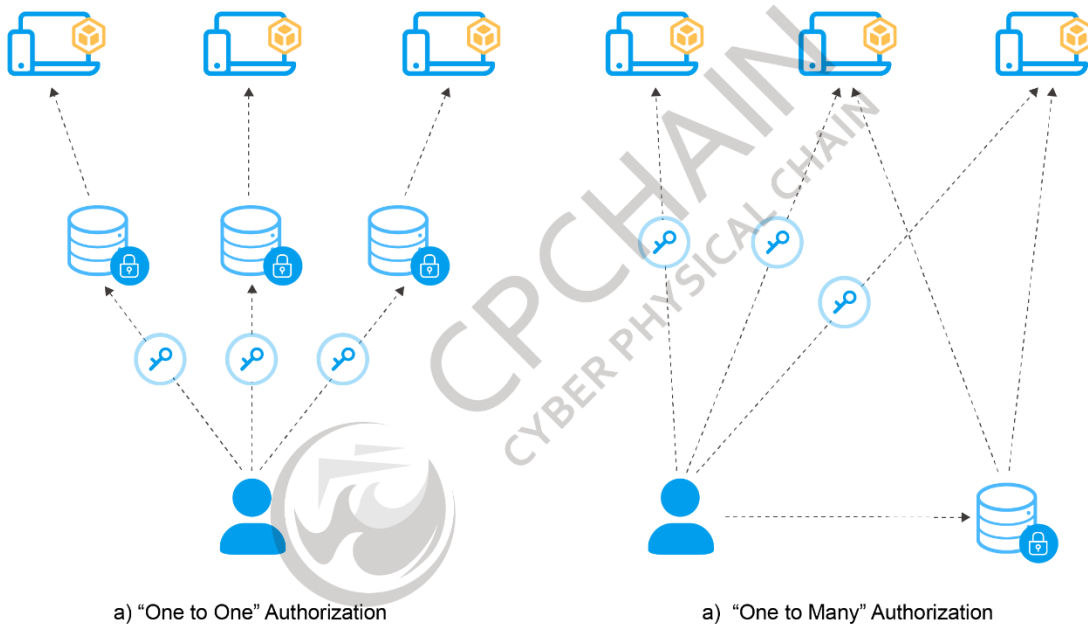 CPCHAIN
CYBER PHYSICAL CHAIN
a) “One to One” Authorization
a) “One to Many” Authorization